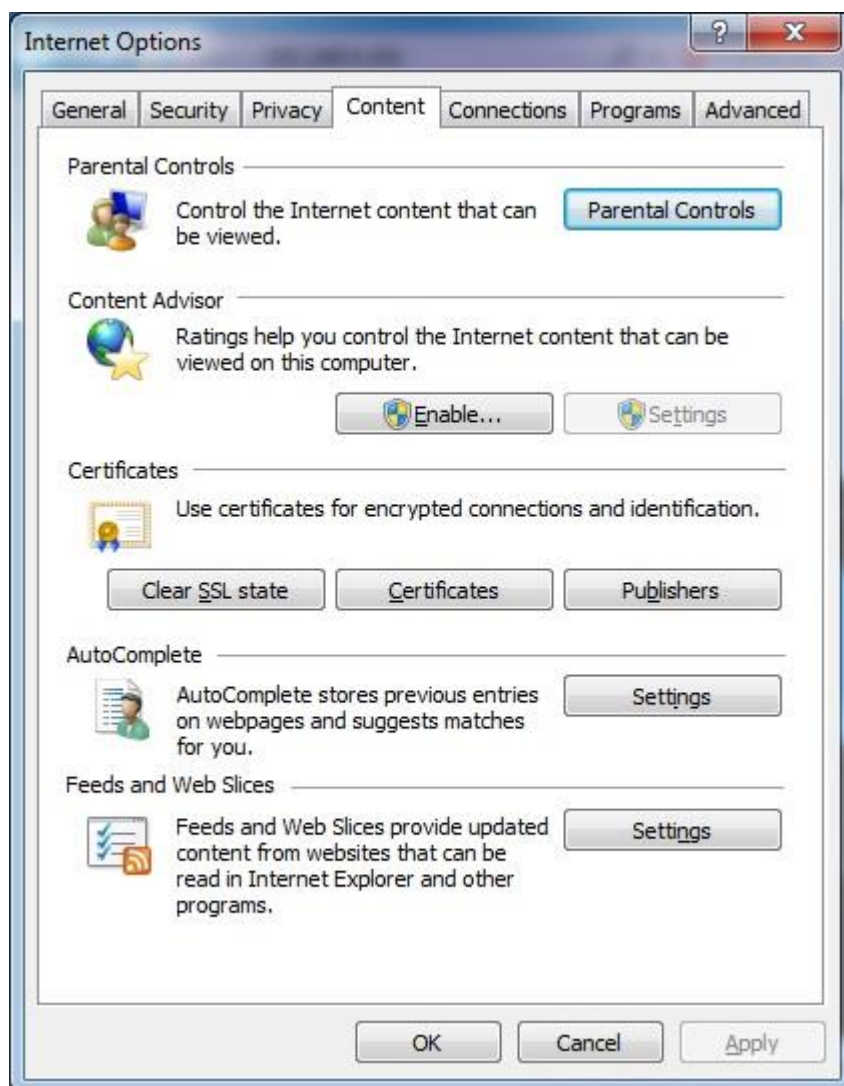 Internet Options
?
X
General Security Privacy Content Connections Programs Advanced
Parental Controls
Control the Internet content that can
be viewed.
Parental Controls
Content Advisor
Ratings help you control the Internet content that can be
viewed on this computer.
Enable...
Settings
Certificates
Use certificates for encrypted connections and identification.
Clear SSL state
Certificates
Publishers
AutoComplete
AutoComplete stores previous entries
on webpages and suggests matches
for you.
Settings
Feeds and Web Slices
Feeds and Web Slices provide updated
content from websites that can be
read in Internet Explorer and other
programs.
Settings
OK
Cancel
Apply